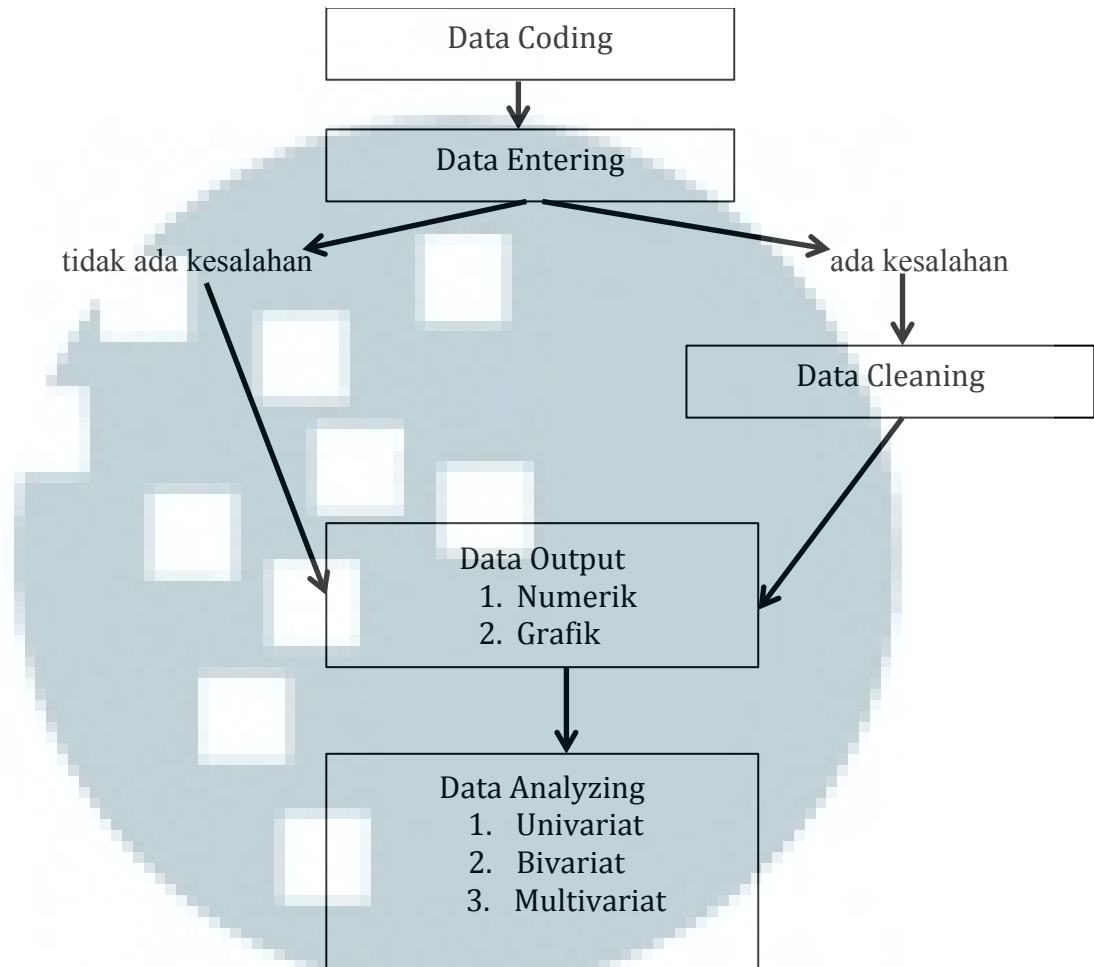 Data Coding
Data Entering
tidak ada kesalahan
ada kesalahan
Data Cleaning
Data Output
1. Numerik
2. Grafik
Data Analyzing
1. Univariat
2. Bivariat
3. Multivariat